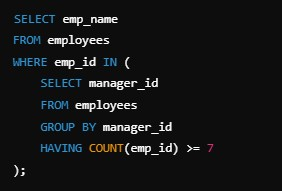 SELECT emp_name
FROM employees
WHERE emp_id IN (
    SELECT manager_id
    FROM employees
    GROUP BY manager_id
    HAVING COUNT(emp_id) >= 7
);